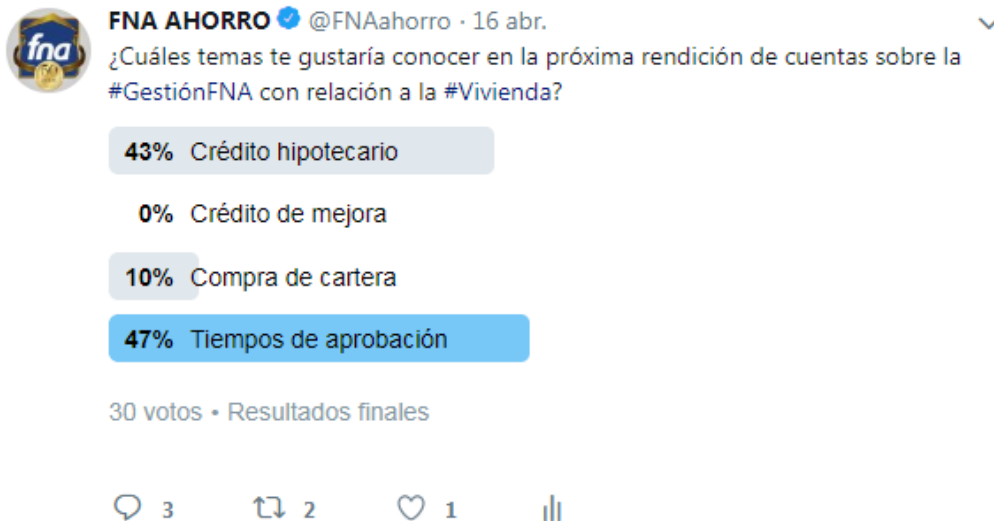 fna
FNA AHORRO @FNAahorro · 16 abr.
¿Cuáles temas te gustaría conocer en la próxima rendición de cuentas sobre la
#GestiónFNA con relación a la #Vivienda?
43% Crédito hipotecario
0% Crédito de mejora
10% Compra de cartera
47% Tiempos de aprobación
30 votos • Resultados finales
3 2 1